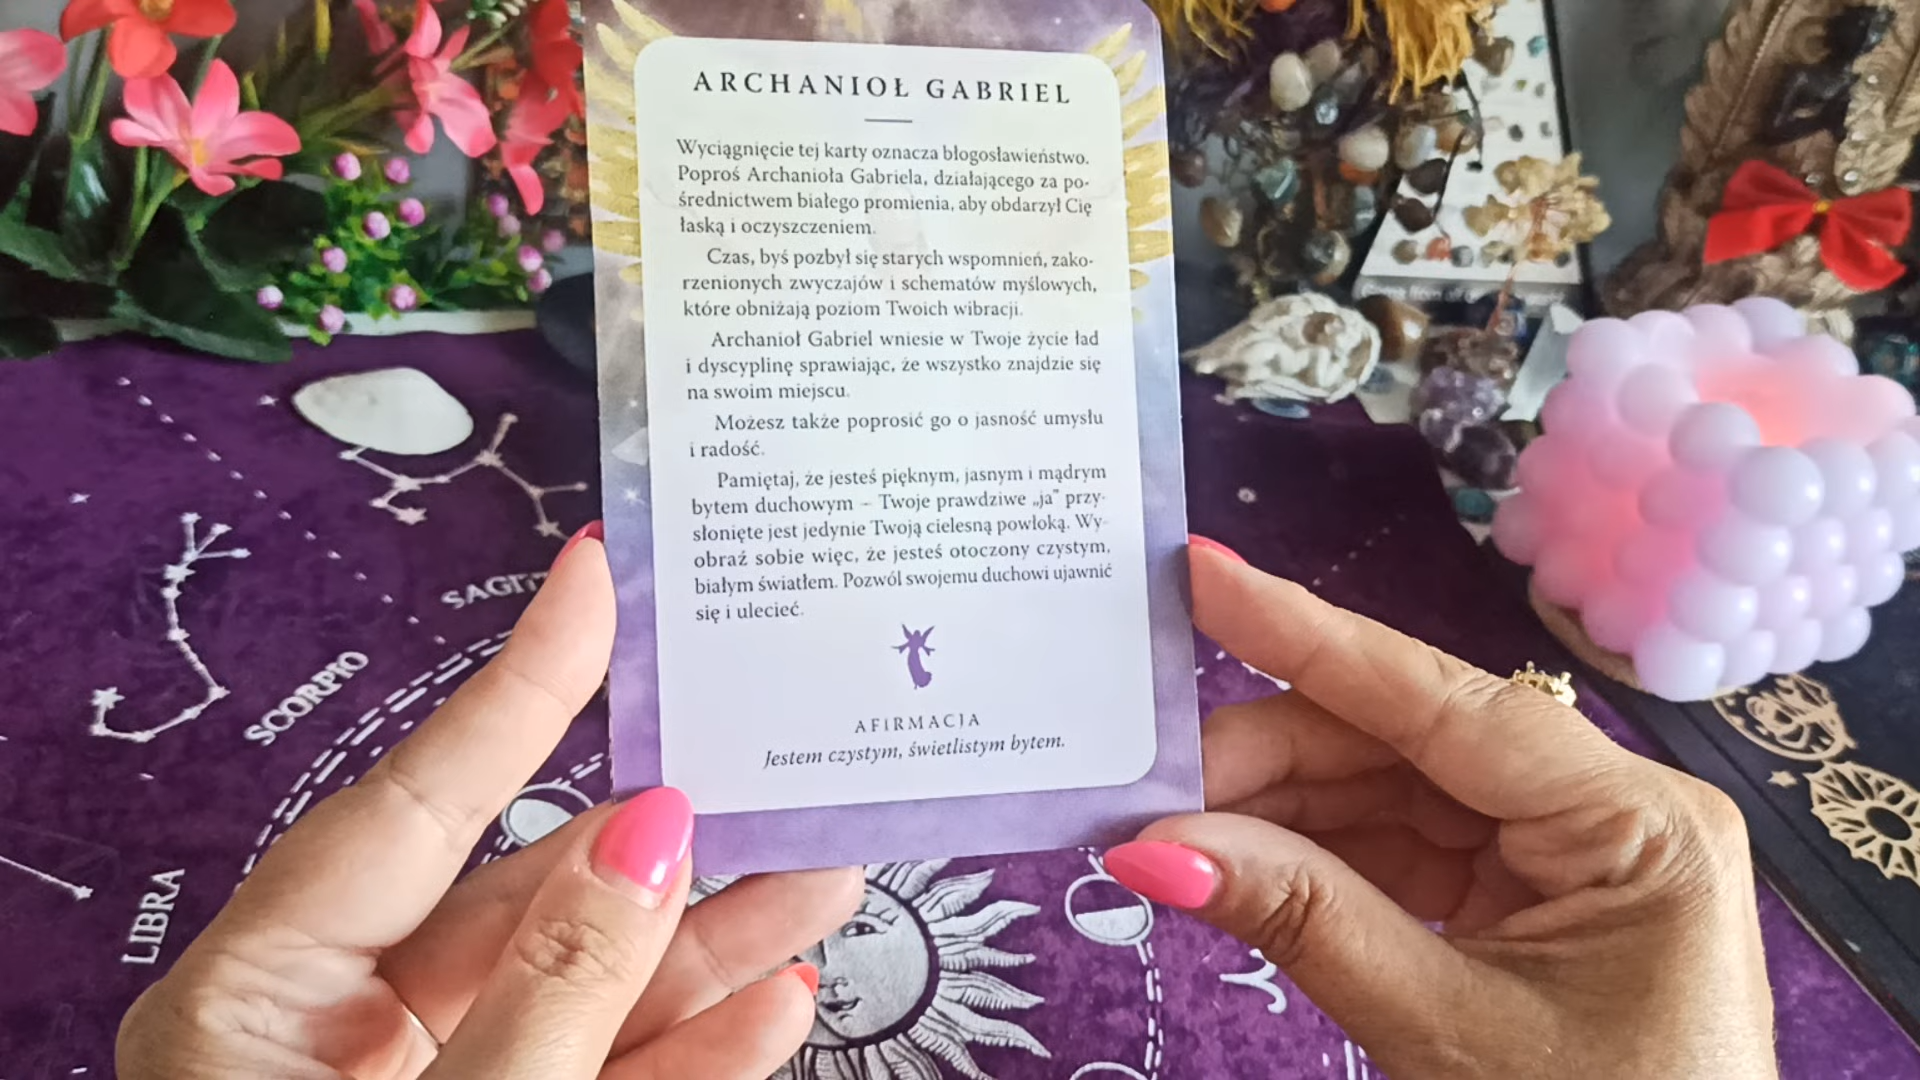 ARCHANIOŁ GABRIEL
Wyciągnięcie tej karty oznacza błogosławieństwo.
Poproś Archanioła Gabriela, działającego za po-
średnictwem białego promienia, aby obdarzył Cię
łaską i oczyszczeniem.
Czas, byś pozbył się starych wspomnień, zako-
rzenionych zwyczajów i schematów myślowych,
które obniżają poziom Twoich wibracji.
Archanioł Gabriel wniesie w Twoje życie ład
i dyscyplinę sprawiając, że wszystko znajdzie się
na swoim miejscu.
Możesz także poprosić go o jasność umysłu
i radość.
Pamiętaj, że jesteś pięknym, jasnym i mądrym
bytem duchowym – Twoje prawdziwe „ja” przy-
słonięte jest jedynie Twoją cielesną powłoką. Wy-
obraź sobie więc, że jesteś otoczony czystym,
białym światłem. Pozwól swojemu duchowi ujawnić
się i ulecieć.
AFIRMACJA
Jestem czystym, świetlistym bytem.
SAGIT
SCORPIO
LIBRA